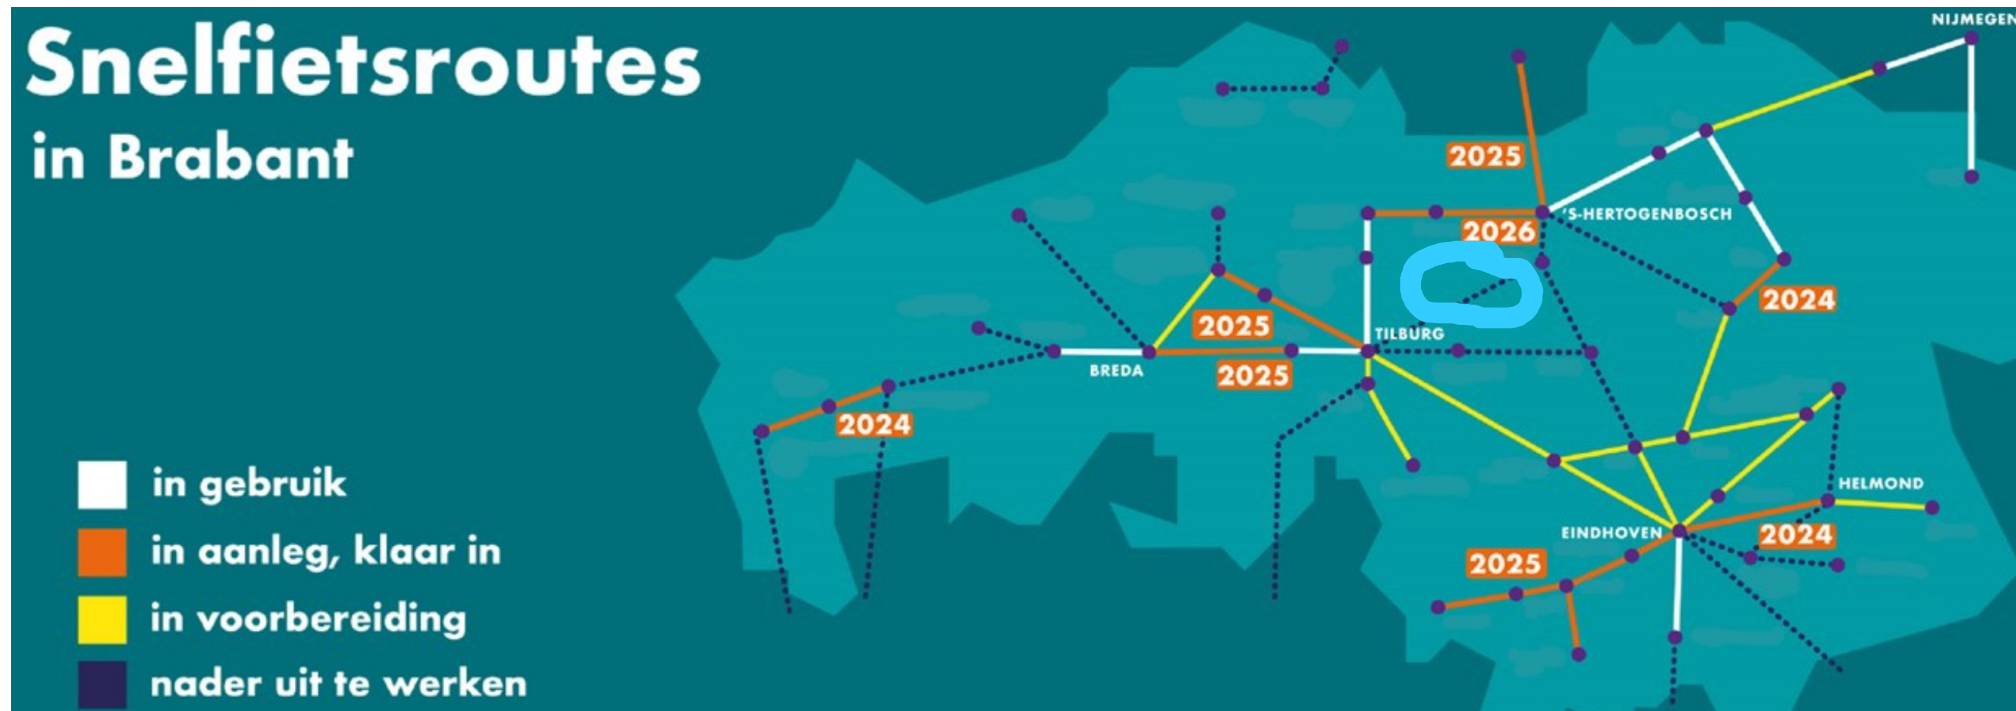 Snelfietsroutes
in Brabant
NIJMEGEN
2025
'S-HERTOGENBOSCH
2026
2024
2025
TILBURG
BREDA
2025
2024
HELMOND
EINDHOVEN
2024
2025
in gebruik
in aanleg, klaar in
in voorbereiding
nader uit te werken